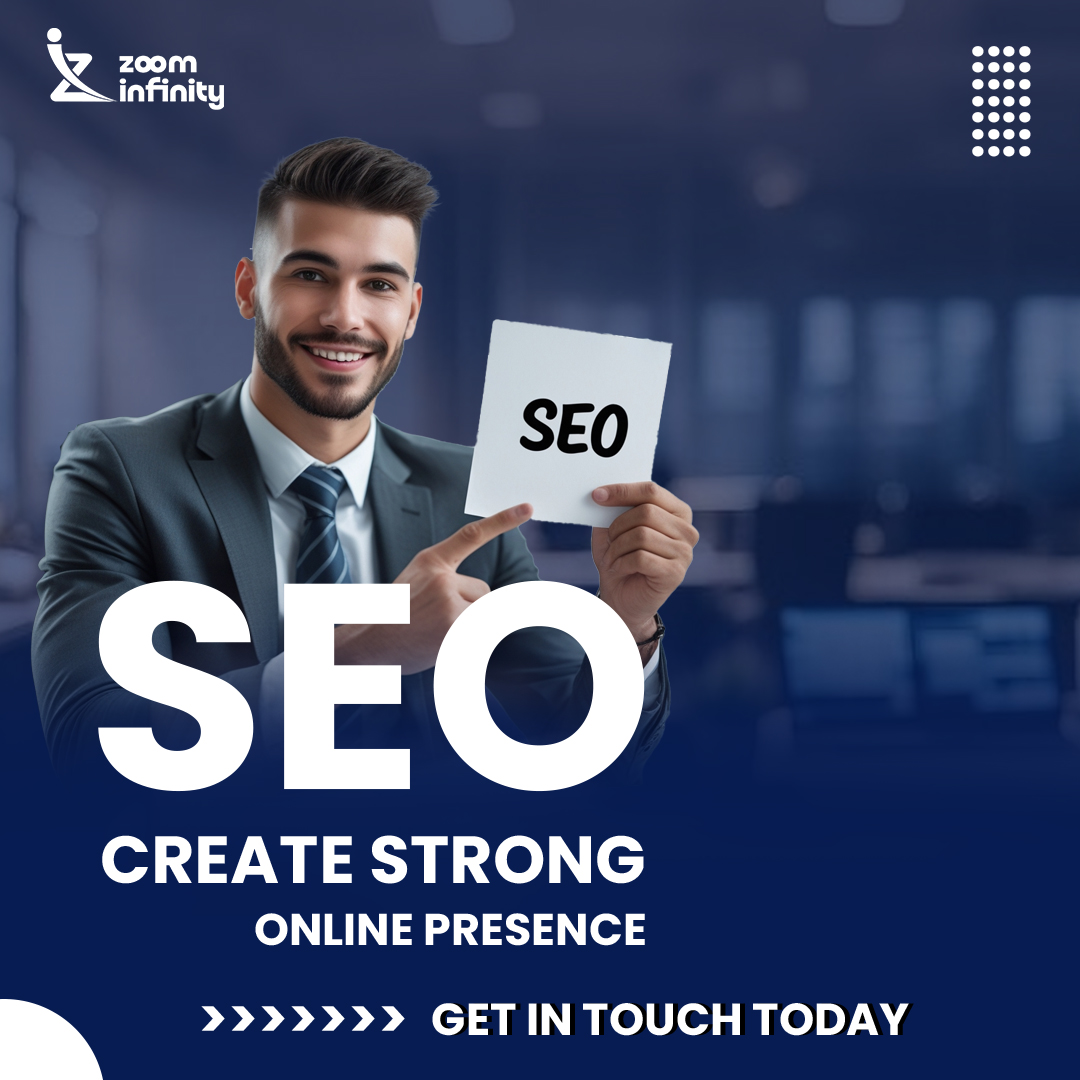 zoom
infinity
SEO
SEO
CREATE STRONG
ONLINE PRESENCE
>>>>>>> GET IN TOUCH TODAY